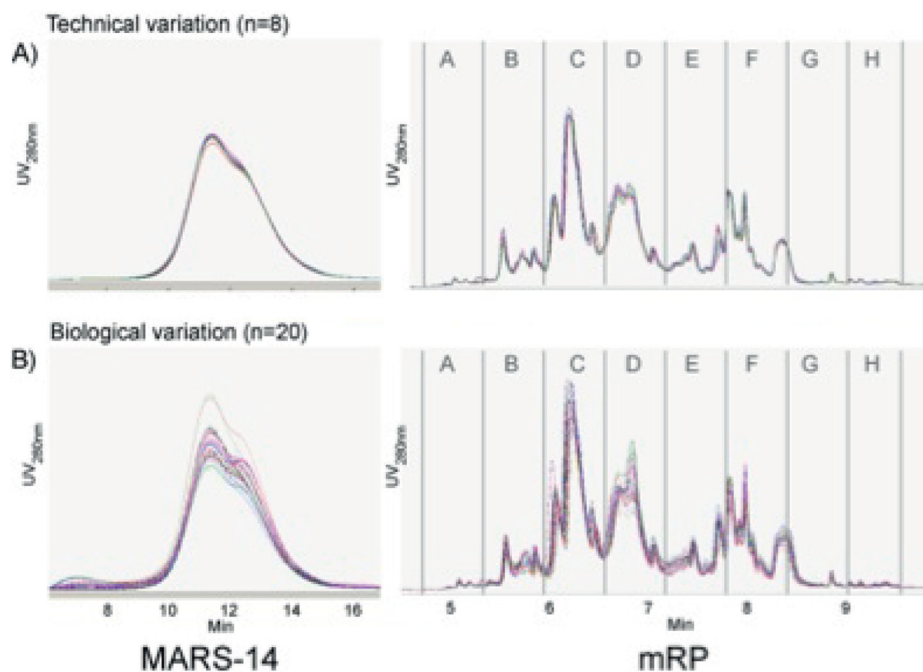 Technical variation (n=8)
A)
UV280nm
UV280nm
A B C D E F G H
Biological variation (n=20)
B)
UV280nm
UV280nm
A B C D E F G H
8 10 12 14 16
Min
5 6 7 8 9
Min
MARS-14
mRP